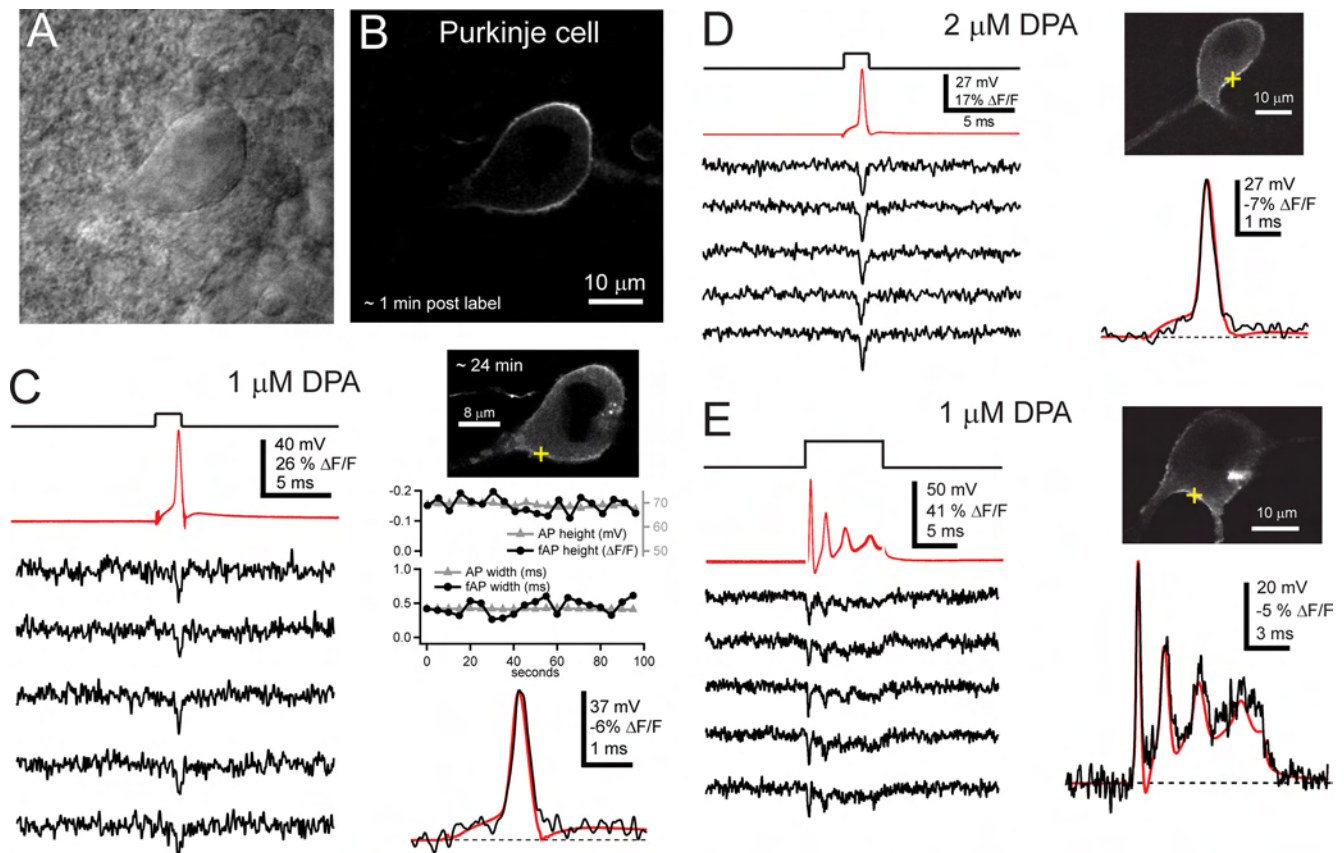 A
B
Purkinje cell
~ 1 min post label
10 μm
C
1 μM DPA
40 mV
26 % ΔF/F
5 ms
~ 24 min
8 μm
-0.2
-0.1
0.0
70
60
50
AP height (mV)
fAP height (ΔF/F)
1.0
0.5
0.0
AP width (ms)
fAP width (ms)
0 20 40 60 80 100
seconds
37 mV
-6% ΔF/F
1 ms
D
2 μM DPA
27 mV
17% ΔF/F
5 ms
10 μm
27 mV
-7% ΔF/F
1 ms
E
1 μM DPA
50 mV
41 % ΔF/F
5 ms
10 μm
20 mV
-5 % ΔF/F
3 ms